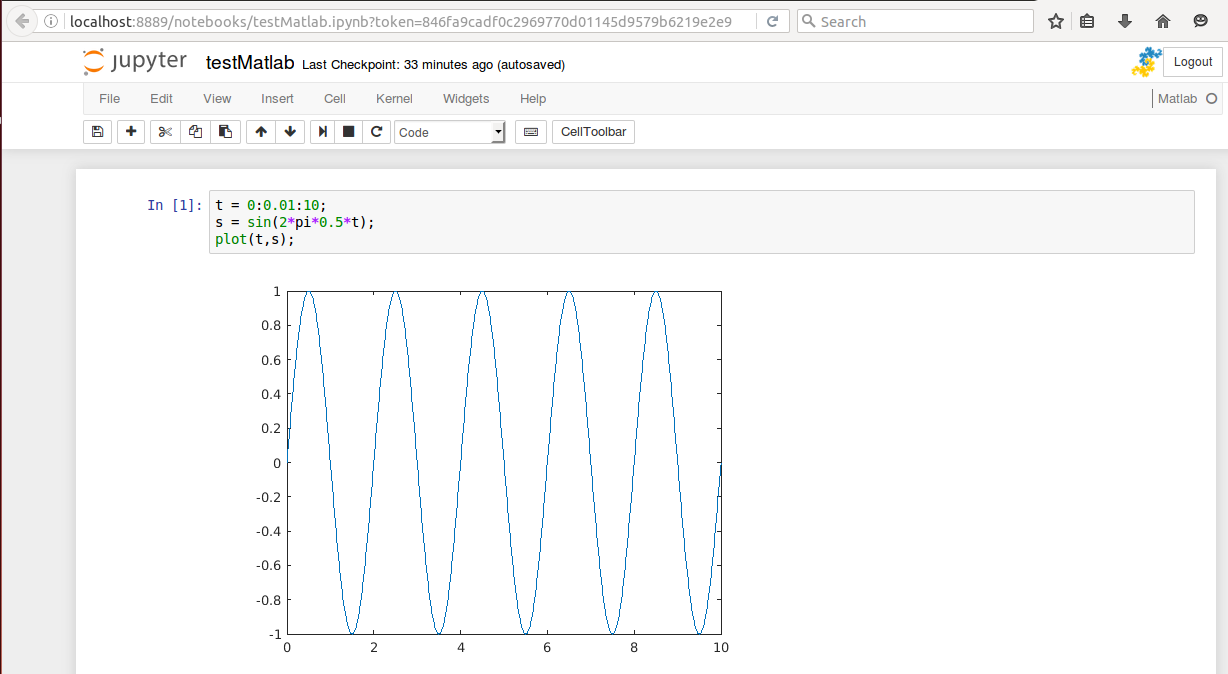 localhost:8889/notebooks/testMatlab.ipynb?token=846fa9cadf0c2969770d01145d9579b6219e2e9 Search
jupyter testMatlab Last Checkpoint: 33 minutes ago (autosaved) Logout
File Edit View Insert Cell Kernel Widgets Help Matlab
Code CellToolbar
In [1]: t = 0:0.01:10;
s = sin(2*pi*0.5*t);
plot(t,s);
1
0.8
0.6
0.4
0.2
0
-0.2
-0.4
-0.6
-0.8
-1
0 2 4 6 8 10